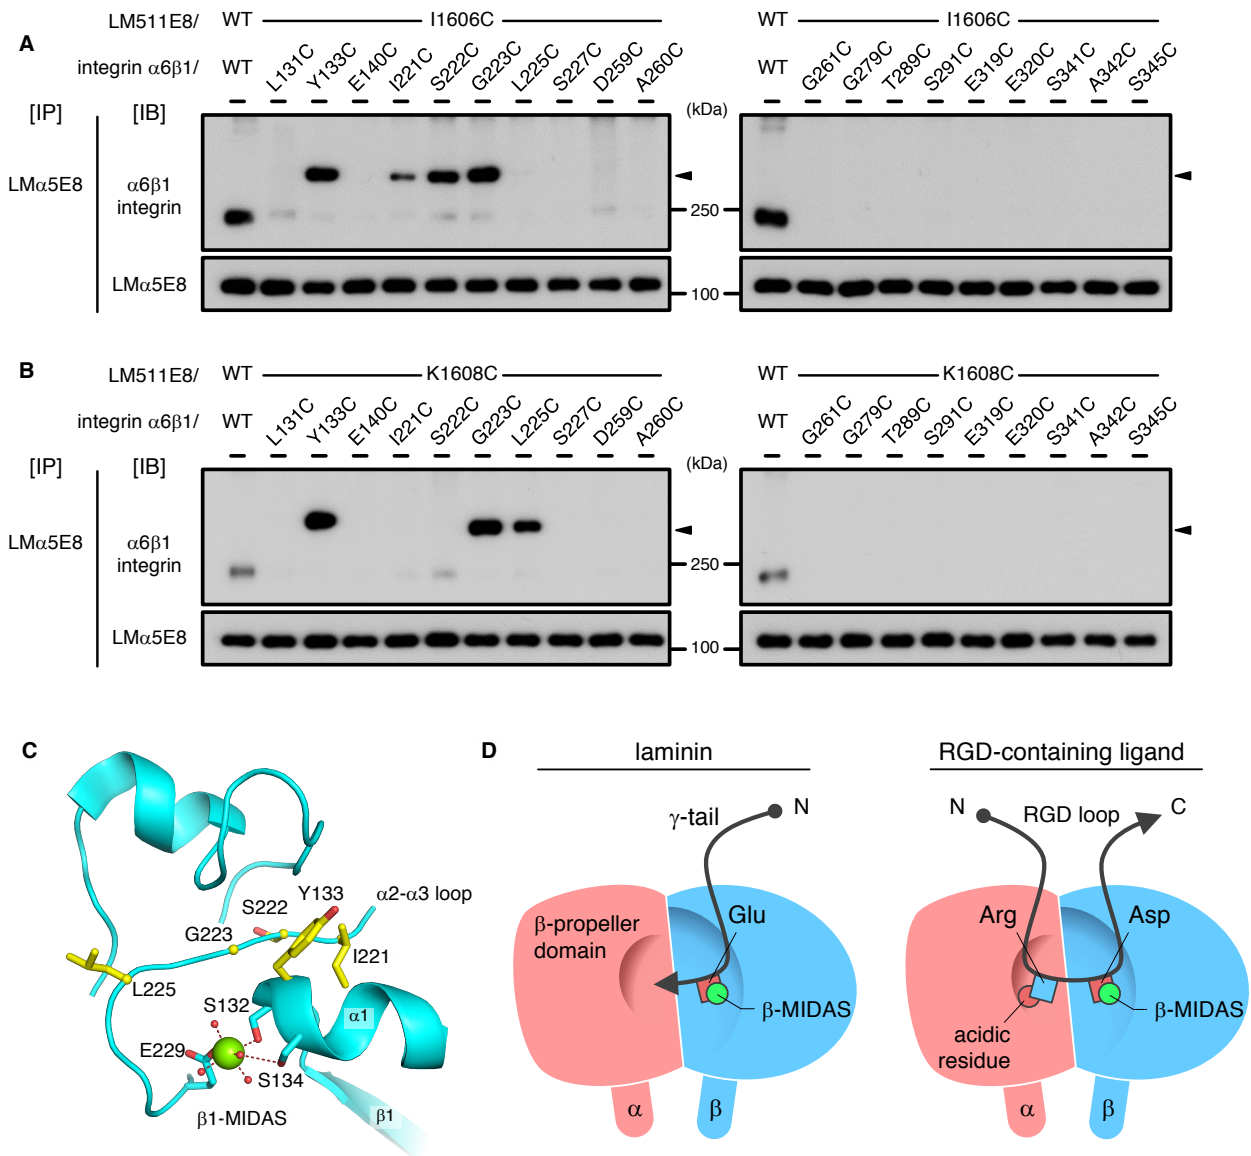 A
LM511E8/ WT I1606C WT I1606C
integrin α6β1/ WT L131C Y133C E140C I221C S222C G223C L225C S227C D259C A260C WT G261C G279C T289C S291C E319C E320C S341C A342C S345C
[IP] [IB] (kDa)
LMα5E8 α6β1 integrin 250
LMα5E8 100
B
LM511E8/ WT K1608C WT K1608C
integrin α6β1/ WT L131C Y133C E140C I221C S222C G223C L225C S227C D259C A260C WT G261C G279C T289C S291C E319C E320C S341C A342C S345C
[IP] [IB] (kDa)
LMα5E8 α6β1 integrin 250
LMα5E8 100
C
Y133
α2-α3 loop
S222
G223
I221
L225
S132
α1
E229
S134
β1-MIDAS
β1
D
laminin
N
γ-tail
Glu
β-propeller
domain
β-MIDAS
α
β
RGD-containing ligand
N
RGD loop
C
Arg
Asp
β-MIDAS
acidic
residue
α
β